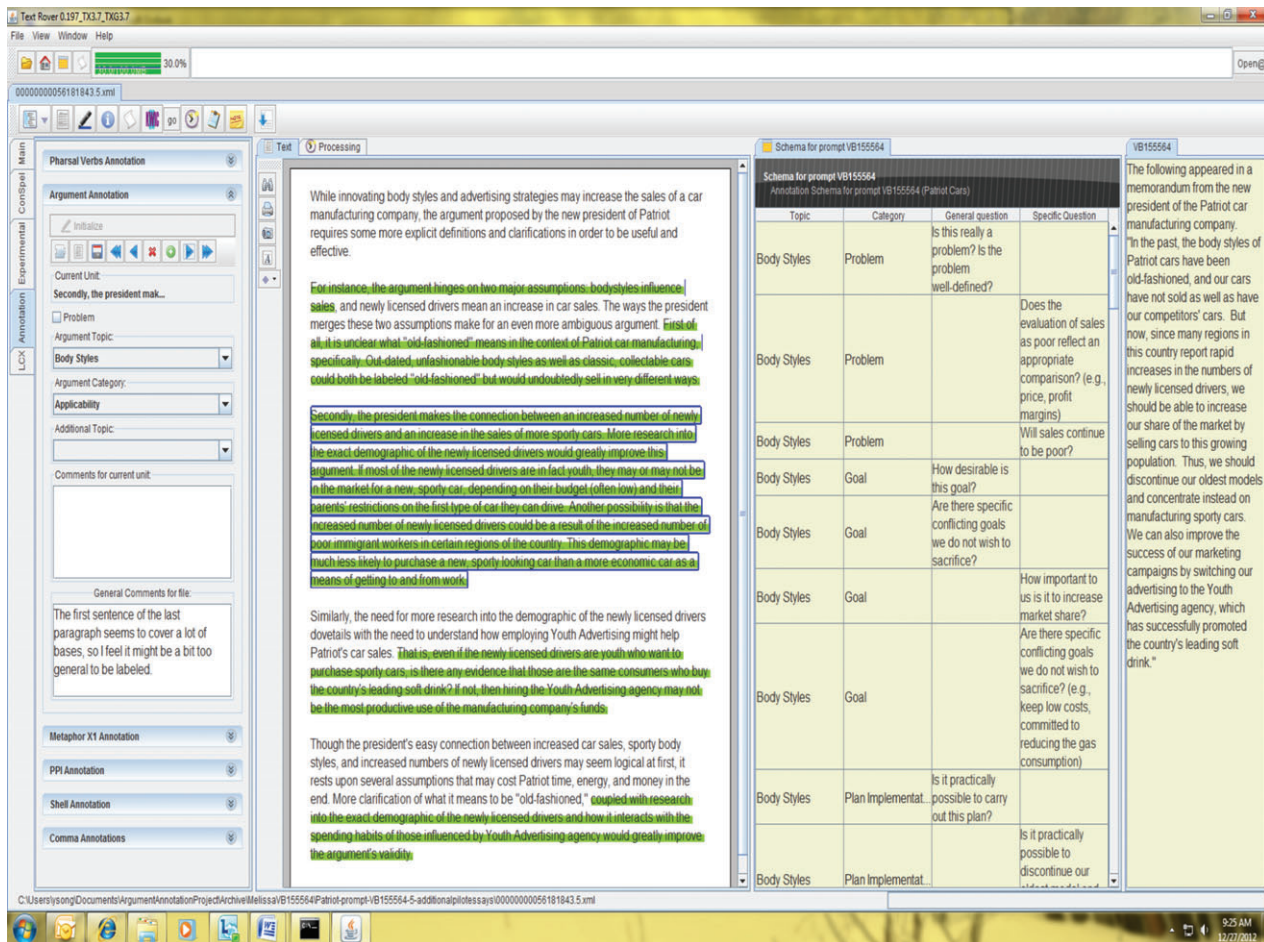 Text Rover 0.197_TX3.7_TXG3.7
File View Window Help
30.0%
Open@
00000000056181843.5.xml
go
Main
ConSpel
Experimental
Annotation
LCX
Pharsal Verbs Annotation
Argument Annotation
Initialize
Current Unit:
Secondly, the president mak...
Problem
Argument Topic:
Body Styles
Argument Category:
Applicability
Additional Topic:
Comments for current unit:
General Comments for file:
The first sentence of the last
paragraph seems to cover a lot of
bases, so I feel it might be a bit too
general to be labeled.
Metaphor X1 Annotation
PPI Annotation
Shell Annotation
Comma Annotations
Text Processing
While innovating body styles and advertising strategies may increase the sales of a car
manufacturing company, the argument proposed by the new president of Patriot
requires some more explicit definitions and clarifications in order to be useful and
effective.
For instance, the argument hinges on two major assumptions: bodystyles influence
sales, and newly licensed drivers mean an increase in car sales. The ways the president
merges these two assumptions make for an even more ambiguous argument. First of
all, it is unclear what "old-fashioned" means in the context of Patriot car manufacturing,
specifically. Out-dated, unfashionable body styles as well as classic, collectable cars
could both be labeled "old-fashioned" but would undoubtedly sell in very different ways.
Secondly, the president makes the connection between an increased number of newly
licensed drivers and an increase in the sales of more sporty cars. More research into
the exact demographic of the newly licensed drivers would greatly improve this
argument. If most of the newly licensed drivers are in fact youth, they may or may not be
in the market for a new, sporty car, depending on their budget (often low) and their
parents' restrictions on the first type of car they can drive. Another possibility is that the
increased number of newly licensed drivers could be a result of the increased number of
poor immigrant workers in certain regions of the country. This demographic may be
much less likely to purchase a new, sporty looking car than a more economic car as a
means of getting to and from work.
Similarly, the need for more research into the demographic of the newly licensed drivers
dovetails with the need to understand how employing Youth Advertising might help
Patriot's car sales. That is, even if the newly licensed drivers are youth who want to
purchase sporty cars, is there any evidence that those are the same consumers who buy
the country's leading soft drink? If not, then hiring the Youth Advertising agency may not
be the most productive use of the manufacturing company's funds.
Though the president's easy connection between increased car sales, sporty body
styles, and increased numbers of newly licensed drivers may seem logical at first, it
rests upon several assumptions that may cost Patriot time, energy, and money in the
end. More clarification of what it means to be "old-fashioned," coupled with research
into the exact demographic of the newly licensed drivers and how it interacts with the
spending habits of those influenced by Youth Advertising agency would greatly improve
the argument's validity.
Schema for prompt VB155564
Schema for prompt VB155564
Annotation Schema for prompt VB155564 (Patriot Cars)
Topic Category General question Specific Question
Is this really a
problem? Is the
Body Styles Problem problem
well-defined?
Does the
evaluation of sales
as poor reflect an
Body Styles Problem appropriate
comparison? (e.g.,
price, profit
margins)
Body Styles Problem Will sales continue
to be poor?
Body Styles Goal How desirable is
this goal?
Are there specific
Body Styles Goal conflicting goals
we do not wish to
sacrifice?
How important to
Body Styles Goal us is it to increase
market share?
Are there specific
conflicting goals
we do not wish to
Body Styles Goal sacrifice? (e.g.,
keep low costs,
committed to
reducing the gas
consumption)
Is it practically
Body Styles Plan Implementat... possible to carry
out this plan?
Is it practically
possible to
discontinue our
Body Styles Plan Implementat...
VB155564
The following appeared in a
memorandum from the new
president of the Patriot car
manufacturing company.
"In the past, the body styles of
Patriot cars have been
old-fashioned, and our cars
have not sold as well as have
our competitors' cars. But
now, since many regions in
this country report rapid
increases in the numbers of
newly licensed drivers, we
should be able to increase
our share of the market by
selling cars to this growing
population. Thus, we should
discontinue our oldest models
and concentrate instead on
manufacturing sporty cars.
We can also improve the
success of our marketing
campaigns by switching our
advertising to the Youth
Advertising agency, which
has successfully promoted
the country's leading soft
drink."
C:\Users\ysong\Documents\ArgumentAnnotationProject\Archive\Melissa\VB155564\Patriot-prompt-VB155564-5-additionalpilotessays\00000000056181843.5.xml
9:25 AM
12/27/2012